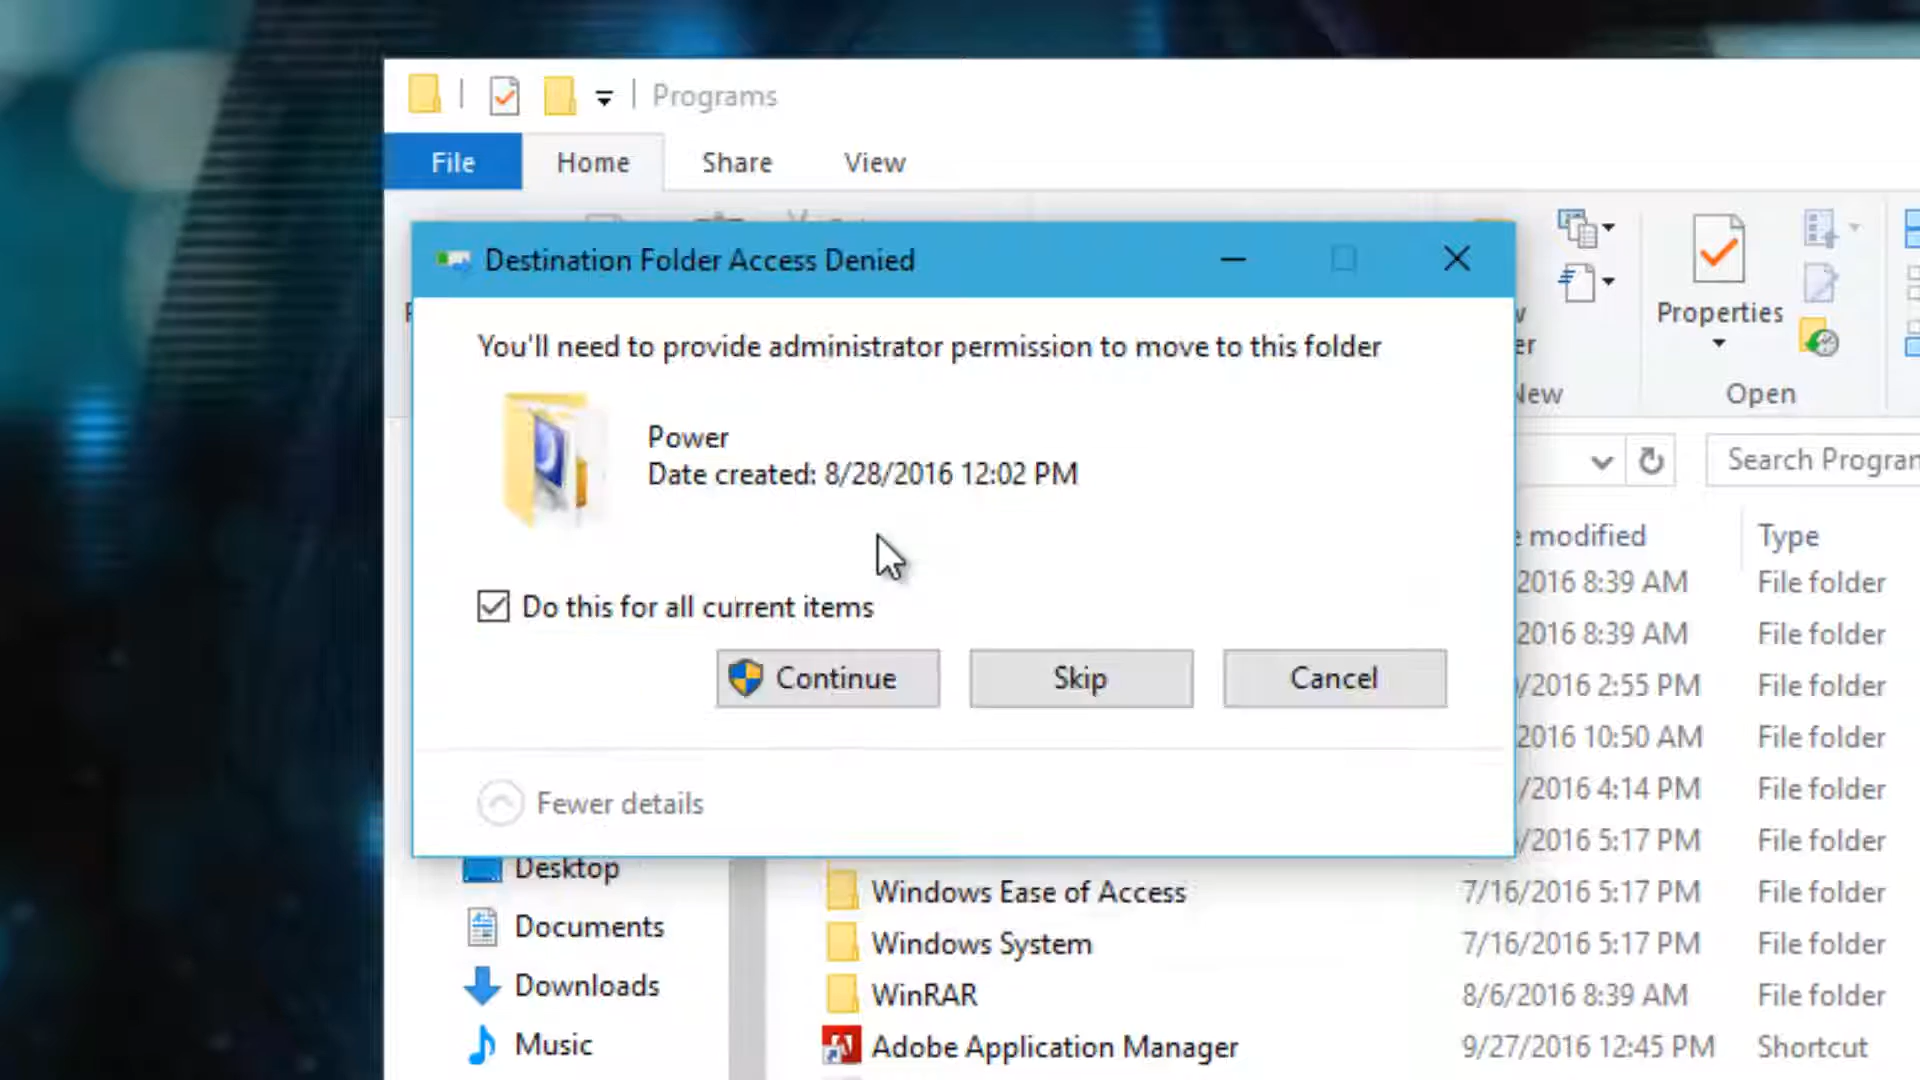 Programs
File Home Share View
Destination Folder Access Denied
You'll need to provide administrator permission to move to this folder
Power
Date created: 8/28/2016 12:02 PM
Do this for all current items
Continue Skip Cancel
Fewer details
Properties
Open
Search
Type
modified
2016 8:39 AM File folder
2016 8:39 AM File folder
/2016 2:55 PM File folder
2016 10:50 AM File folder
/2016 4:14 PM File folder
5:17 PM File folder
Desktop
Documents
Downloads
Music
Windows Ease of Access 7/16/2016 5:17 PM File folder
Windows System 7/16/2016 5:17 PM File folder
WinRAR 8/6/2016 8:39 AM File folder
Adobe Application Manager 9/27/2016 12:45 PM Shortcut